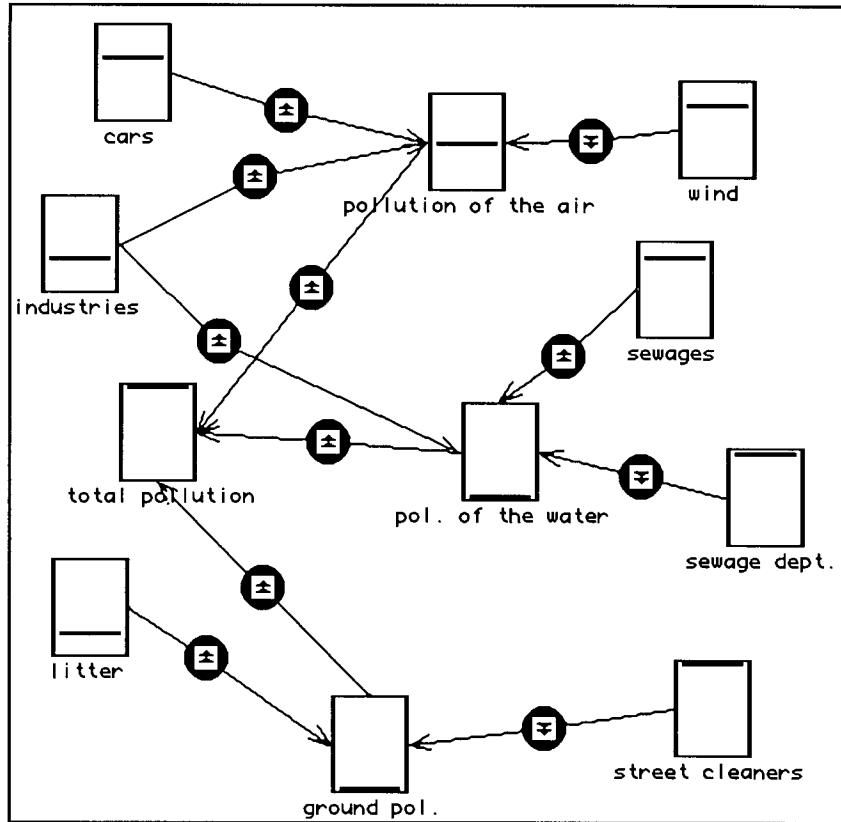 cars
pollution of the air
wind
industries
sewages
total pollution
pol. of the water
sewage dept.
litter
street cleaners
ground pol.